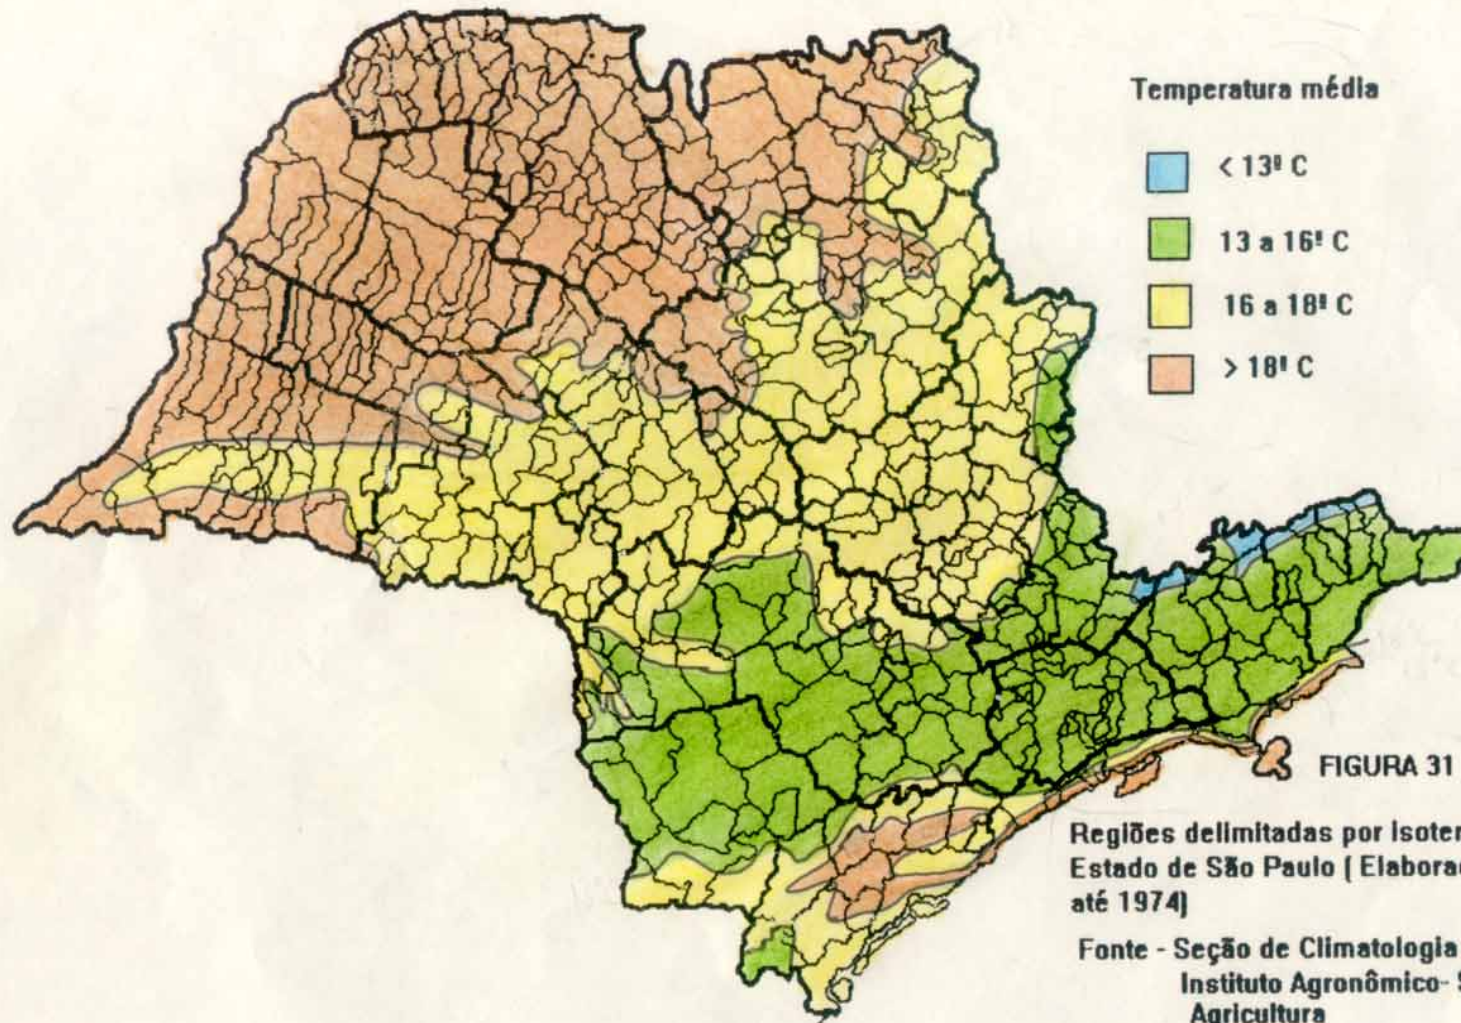 Temperatura média
< 13º C
13 a 16º C
16 a 18º C
> 18º C
FIGURA 31
Regiões delimitadas por
Estado de São Paulo (
até 1974)
Fonte - Seção de Climatologia
Instituto Agronômico-
Agricultura